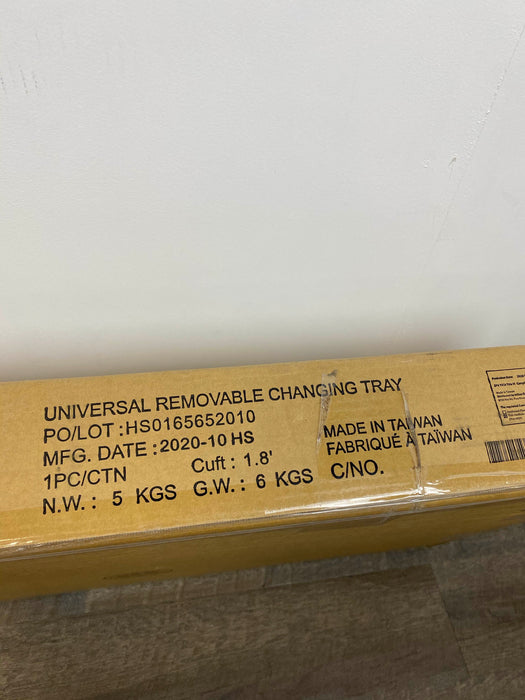 UNIVERSAL REMOVABLE CHANGING TRAY
PO/LOT :HS0165652010
MFG. DATE :2020-10 HS
1PC/CTN Cuft : 1.8'
N.W. : 5 KGS G.W. : 6 KGS C/NO.
MADE IN TAIWAN
FABRIQUÉ À TAÏWAN